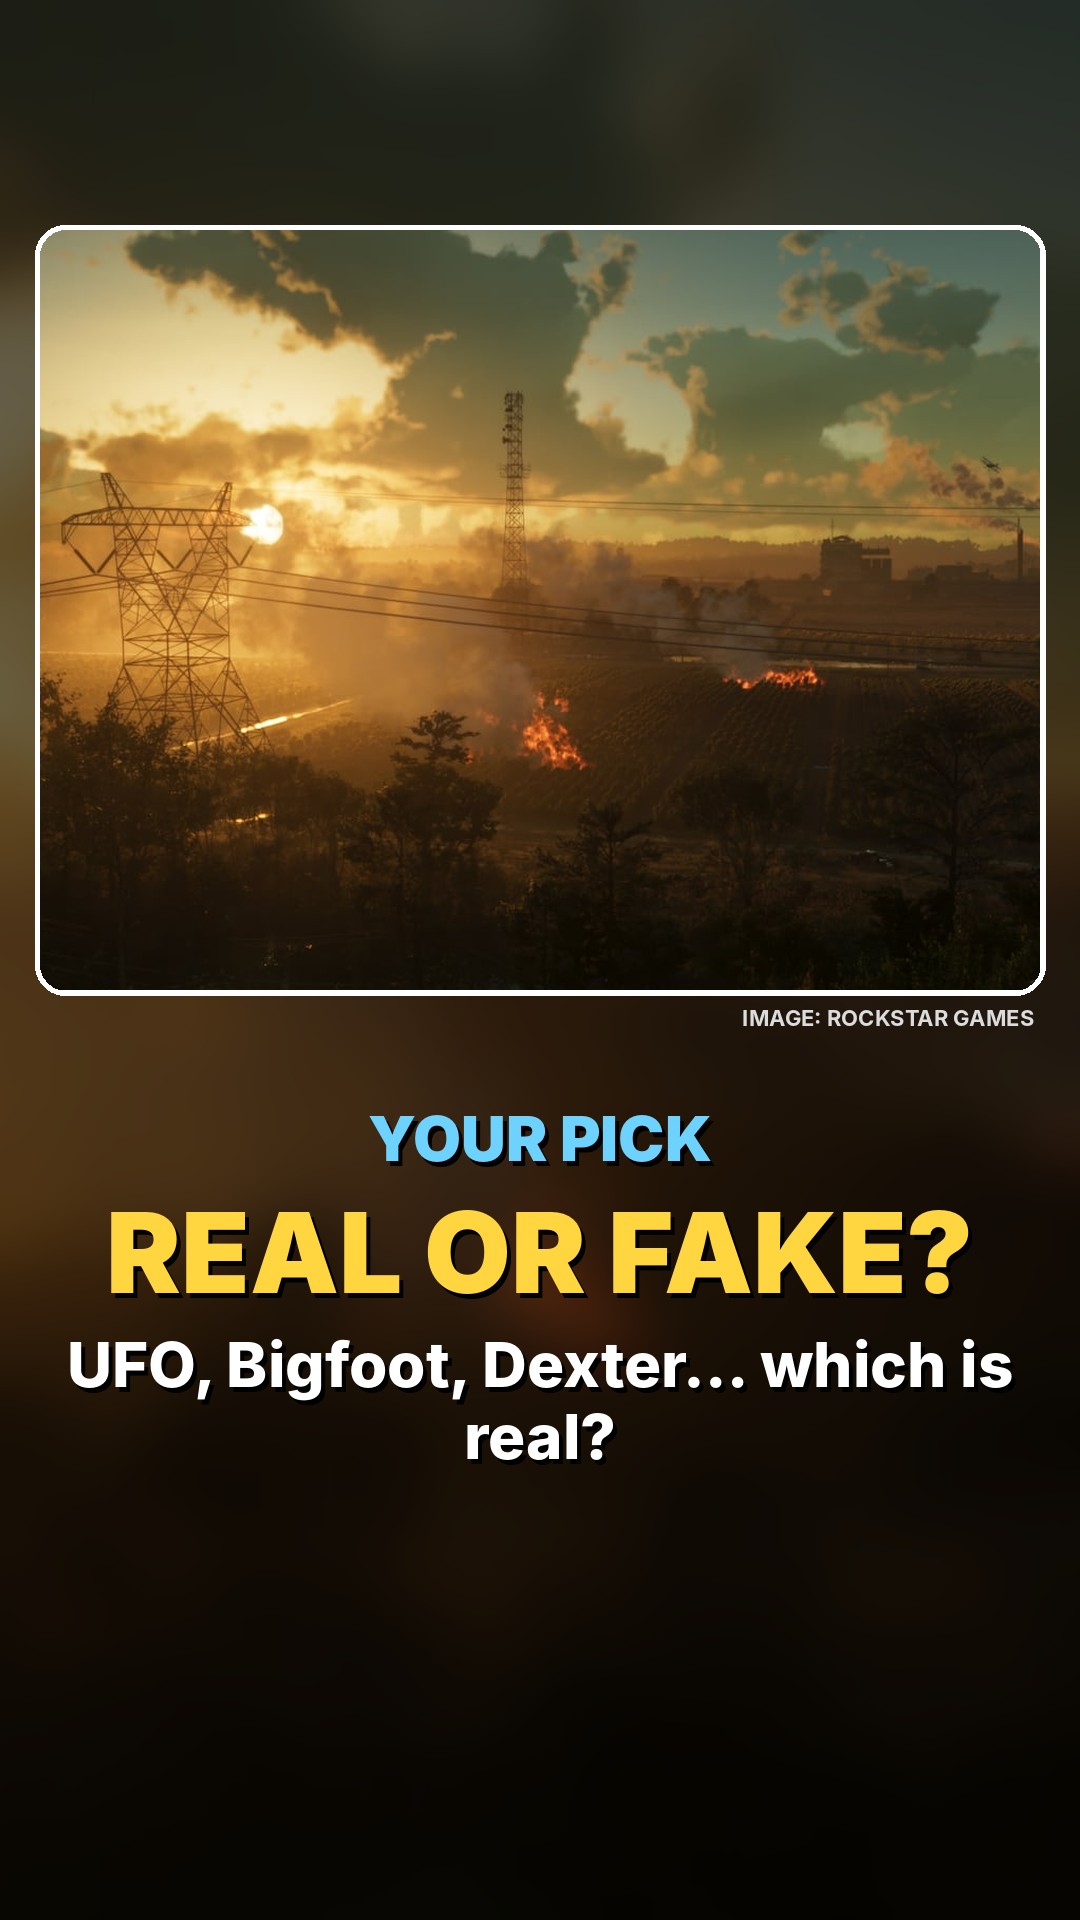 IMAGE: ROCKSTAR GAMES
YOUR PICK
REAL OR FAKE?
UFO, Bigfoot, Dexter... which is
real?